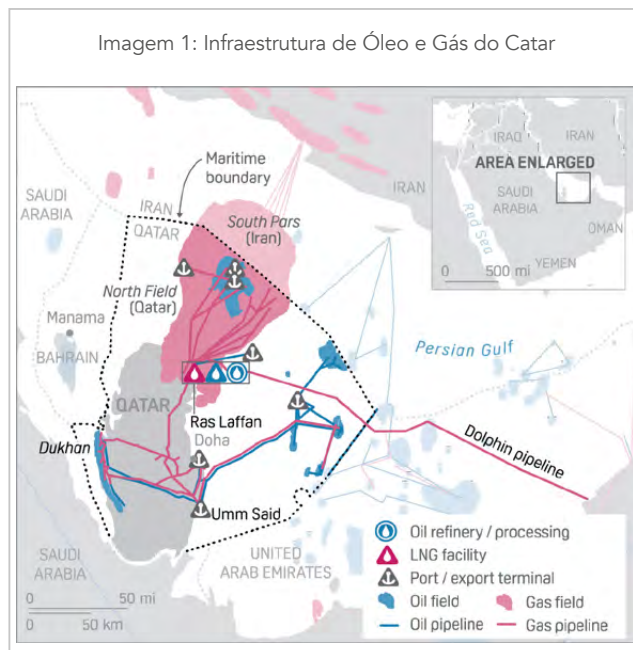 Imagem 1: Infraestrutura de Óleo e Gás do Catar
Maritime
boundary
SAUDI
ARABIA
IRAN
QATAR
South Pars
(Iran)
North Field
(Qatar)
IRAN
IRAQ
IRAN
AREA ENLARGED
SAUDI
ARABIA
Red Sea
OMAN
YEMEN
0 500 mi
Manama
BAHRAIN
Persian Gulf
QATAR
Ras Laffan
Doha
Dukhan
Dolphin pipeline
Umm Said
SAUDI
ARABIA
UNITED
ARAB EMIRATES
0 50 mi
0 50 km
Oil refinery / processing
LNG facility
Port / export terminal
Oil field Gas field
Oil pipeline Gas pipeline